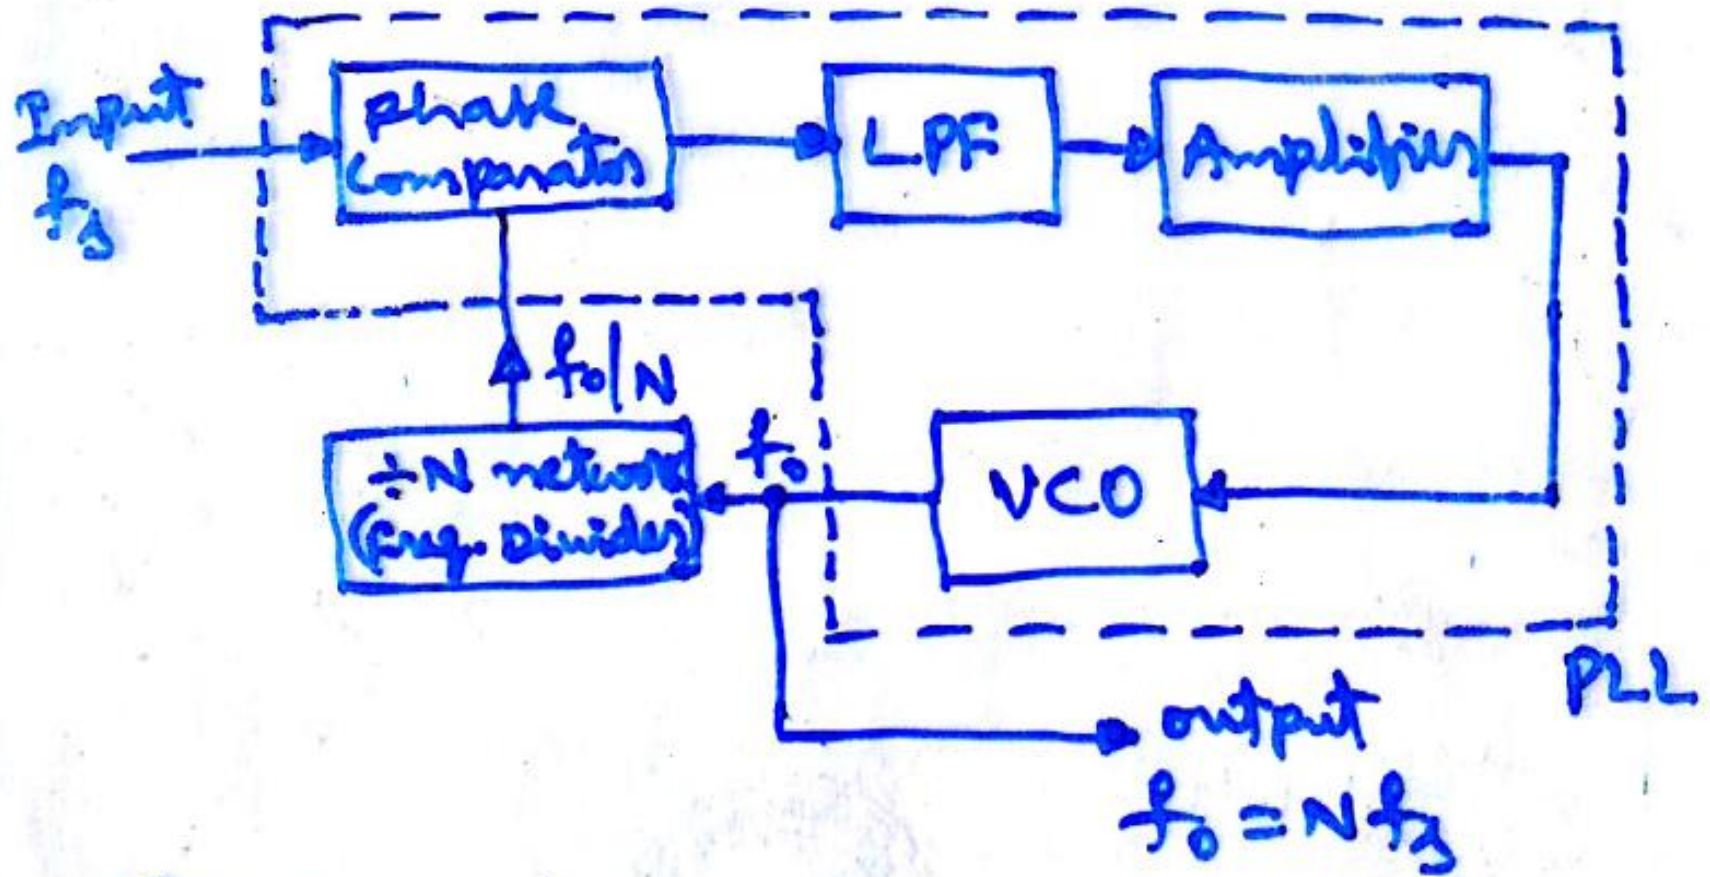 Input
fs
Phase
Comparator
LPF
Amplifier
fo/N
÷N network
(Freq. Divider)
fo
VCO
PLL
output
fo = N fs